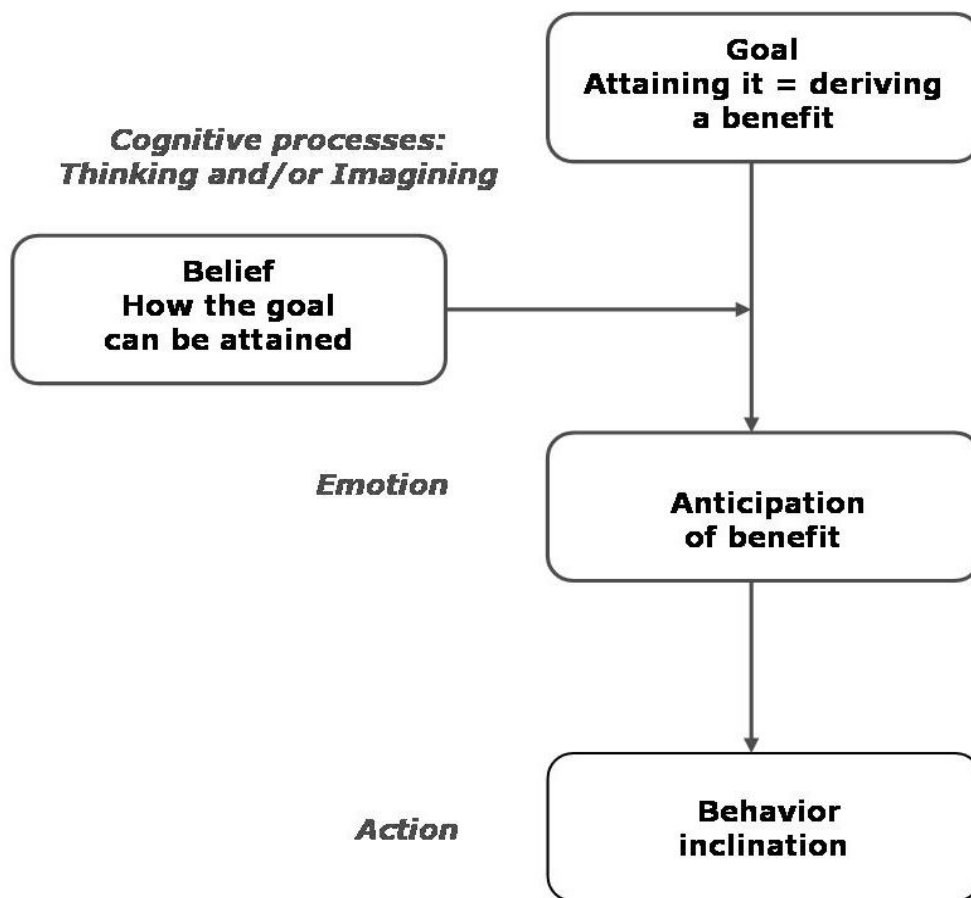 Goal
Attaining it = deriving
a benefit
Cognitive processes:
Thinking and/or Imagining
Belief
How the goal
can be attained
Emotion
Anticipation
of benefit
Action
Behavior
inclination